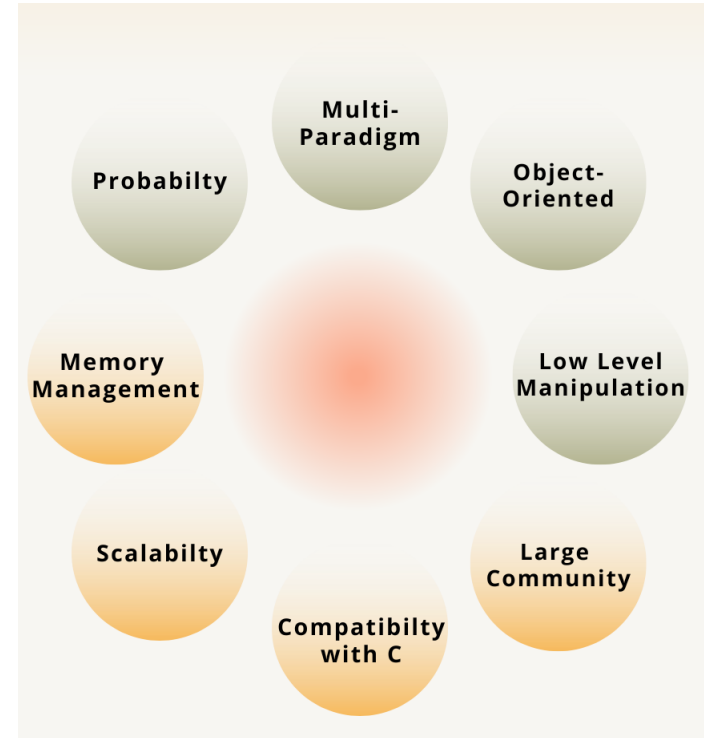 Multi-
Paradigm
Probabilty
Object-
Oriented
Memory
Management
Low Level
Manipulation
Scalabilty
Large
Community
Compatibilty
with C